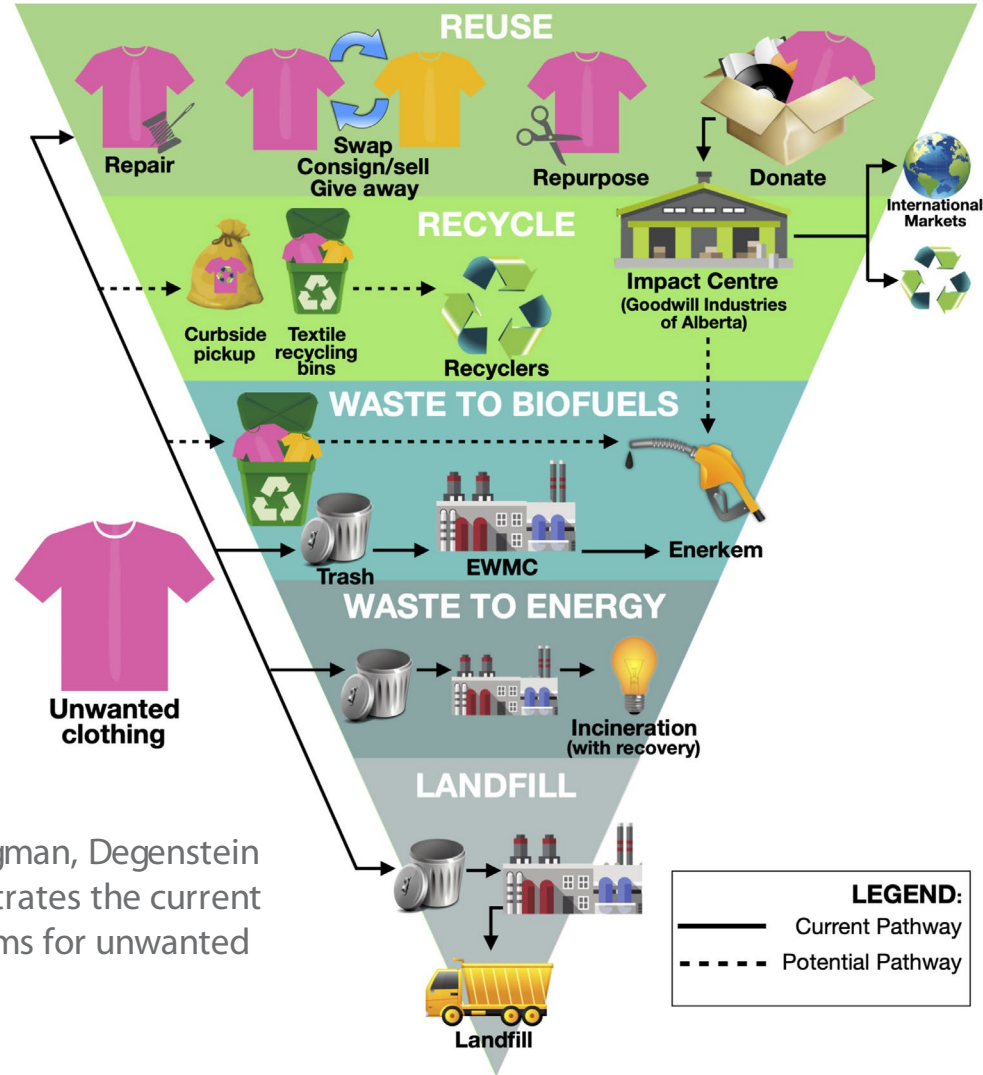 REUSE
Repair
Swap
Consign/sell
Give away
Repurpose
Donate
International
Markets
RECYCLE
Impact Centre
(Goodwill Industries
of Alberta)
Curbside
pickup
Textile
recycling
bins
Recyclers
WASTE TO BIOFUELS
Trash
EWMC
Enerkem
WASTE TO ENERGY
Unwanted
clothing
Incineration
(with recovery)
LANDFILL
gman, Degenstein
trates the current
ms for unwanted
Landfill
LEGEND:
Current Pathway
Potential Pathway